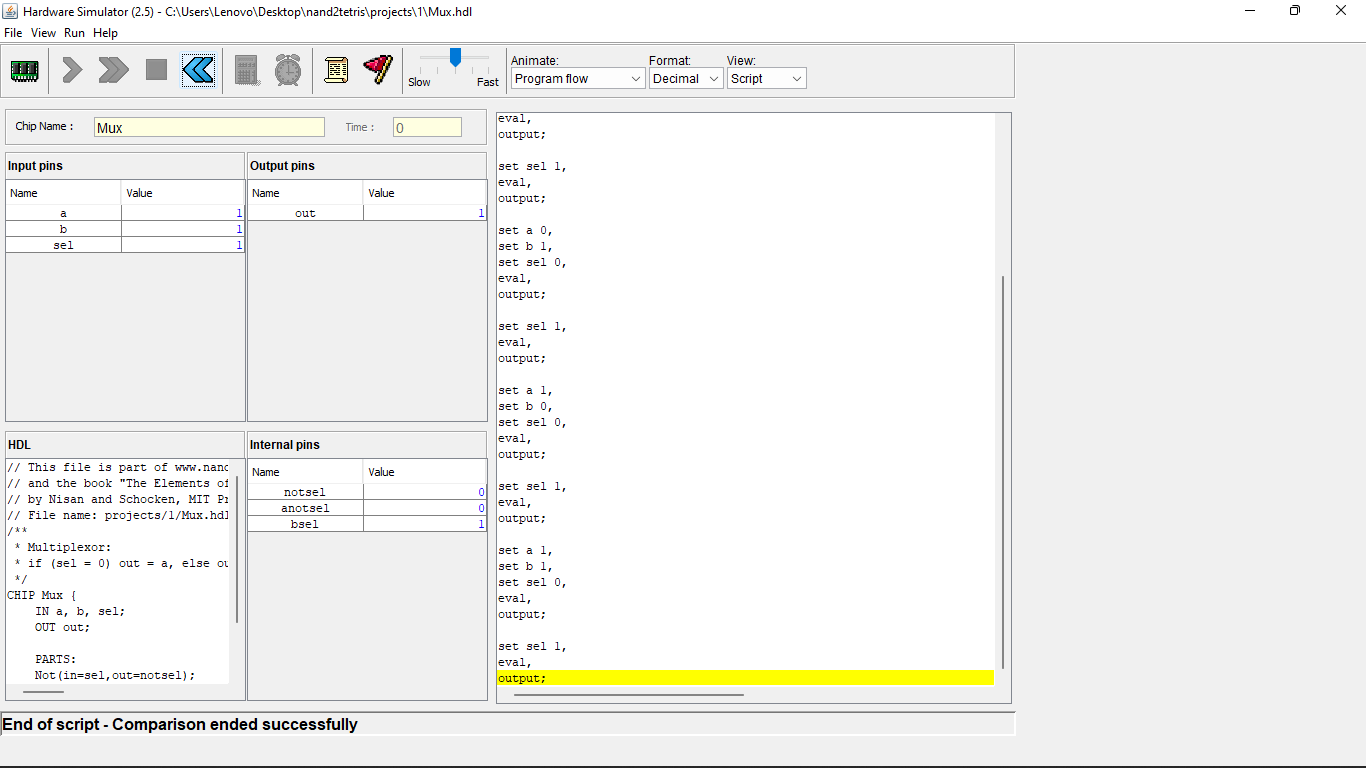 Hardware Simulator (2.5) - C:\Users\Lenovo\Desktop\nand2tetris\projects\1\Mux.hdl
File View Run Help
Animate: Format: View:
Slow Fast Program flow Decimal Script
Chip Name : Mux Time : 0
Input pins
Name Value
a 1
b 1
sel 1
Output pins
Name Value
out 1
HDL
// This file is part of www.nand
// and the book "The Elements of
// by Nisan and Schocken, MIT Pr
// File name: projects/1/Mux.hdl
/**
* Multiplexor:
* if (sel = 0) out = a, else ou
*/
CHIP Mux {
IN a, b, sel;
OUT out;
PARTS:
Not(in=sel,out=notsel);
Internal pins
Name Value
notsel 0
anotsel 0
bsel 1
eval,
output;
set sel 1,
eval,
output;
set a 0,
set b 1,
set sel 0,
eval,
output;
set sel 1,
eval,
output;
set a 1,
set b 0,
set sel 0,
eval,
output;
set sel 1,
eval,
output;
set a 1,
set b 1,
set sel 0,
eval,
output;
set sel 1,
eval,
output;
End of script - Comparison ended successfully